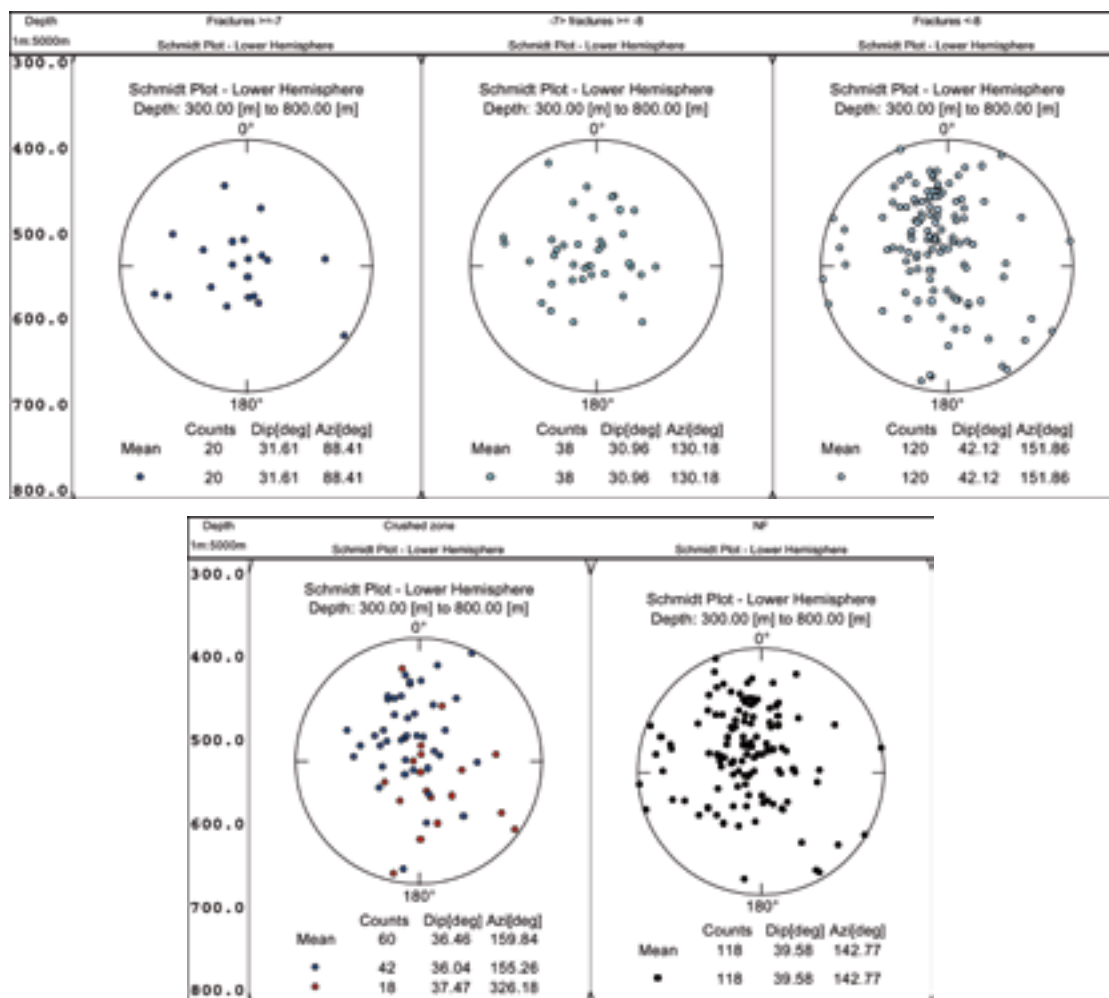 Depth Fractures >=-7 -7> fractures >= -8 Fractures <-8
1m:5000m Schmidt Plot - Lower Hemisphere Schmidt Plot - Lower Hemisphere Schmidt Plot - Lower Hemisphere
300.0
Schmidt Plot - Lower Hemisphere Schmidt Plot - Lower Hemisphere Schmidt Plot - Lower Hemisphere
Depth: 300.00 [m] to 800.00 [m] Depth: 300.00 [m] to 800.00 [m] Depth: 300.00 [m] to 800.00 [m]
0° 0° 0°
400.0
500.0
600.0
180° 180° 180°
700.0
Counts Dip[deg] Azi[deg] Counts Dip[deg] Azi[deg] Counts Dip[deg] Azi[deg]
Mean 20 31.61 88.41 Mean 38 30.96 130.18 Mean 120 42.12 151.86
20 31.61 88.41 38 30.96 130.18 120 42.12 151.86
800.0
Depth Crushed zone NF
1m:5000m Schmidt Plot - Lower Hemisphere Schmidt Plot - Lower Hemisphere
300.0
Schmidt Plot - Lower Hemisphere Schmidt Plot - Lower Hemisphere
Depth: 300.00 [m] to 800.00 [m] Depth: 300.00 [m] to 800.00 [m]
0° 0°
400.0
500.0
600.0
180° 180°
700.0
Counts Dip[deg] Azi[deg] Counts Dip[deg] Azi[deg]
Mean 60 36.46 159.84 Mean 118 39.58 142.77
42 36.04 155.26 118 39.58 142.77
18 37.47 326.18
800.0